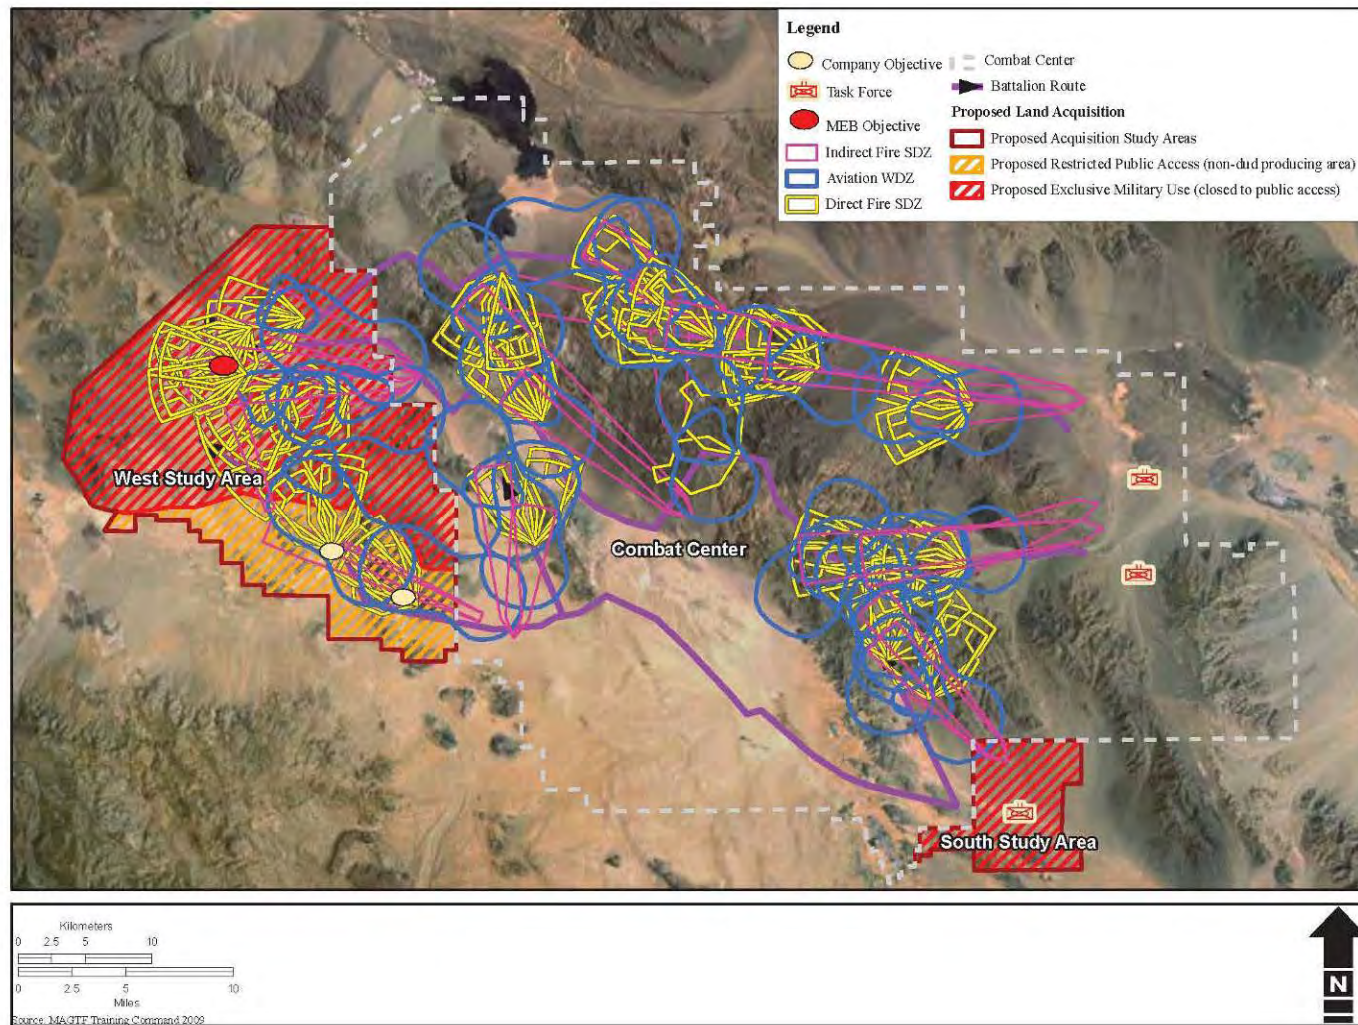 Legend
Company Objective
Task Force
MEB Objective
Indirect Fire SDZ
Aviation WDZ
Direct Fire SDZ
Combat Center
Battalion Route
Proposed Land Acquisition
Proposed Acquisition Study Areas
Proposed Restricted Public Access (non-dud producing area)
Proposed Exclusive Military Use (closed to public access)
West Study Area
Combat Center
South Study Area
Kilometers
0 2.5 5 10
0 2.5 5 10
Miles
Source: MAGTF Training Command 2009
N